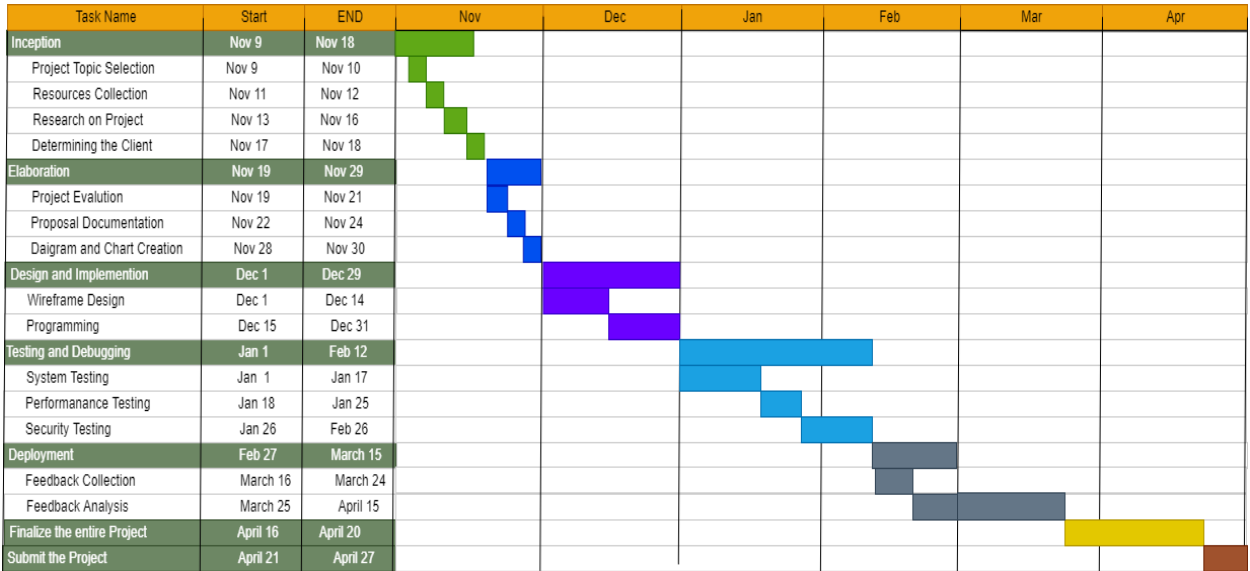 Task Name Start END Nov Dec Jan Feb Mar Apr
Inception Nov 9 Nov 18
Project Topic Selection Nov 9 Nov 10
Resources Collection Nov 11 Nov 12
Research on Project Nov 13 Nov 16
Determining the Client Nov 17 Nov 18
Elaboration Nov 19 Nov 29
Project Evalution Nov 19 Nov 21
Proposal Documentation Nov 22 Nov 24
Daigram and Chart Creation Nov 28 Nov 30
Design and Implemention Dec 1 Dec 29
Wireframe Design Dec 1 Dec 14
Programming Dec 15 Dec 31
Testing and Debugging Jan 1 Feb 12
System Testing Jan 1 Jan 17
Performanance Testing Jan 18 Jan 25
Security Testing Jan 26 Feb 26
Deployment Feb 27 March 15
Feedback Collection March 16 March 24
Feedback Analysis March 25 April 15
Finalize the entire Project April 16 April 20
Submit the Project April 21 April 27